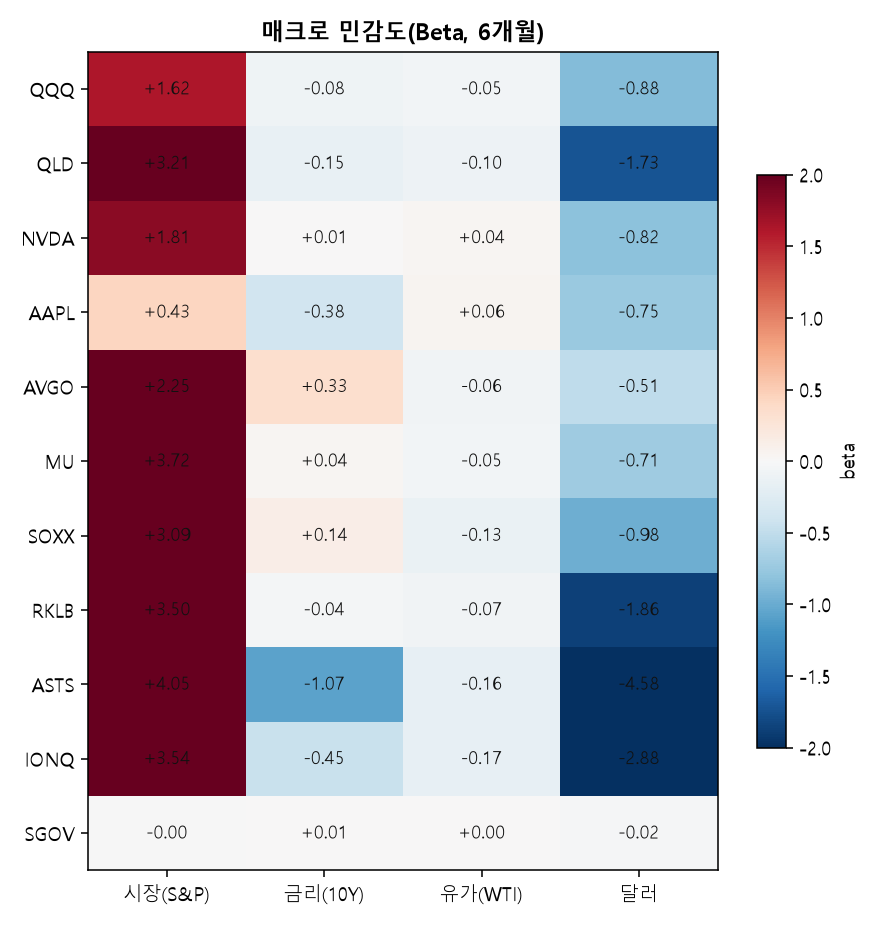 매크로 민감도(Beta, 6개월)
QQQ +1.62 -0.08 -0.05 -0.88
QLD +3.21 -0.15 -0.10 -1.73
NVDA +1.81 +0.01 +0.04 -0.82
AAPL +0.43 -0.38 +0.06 -0.75
AVGO +2.25 +0.33 -0.06 -0.51
MU +3.72 +0.04 -0.05 -0.71
SOXX +3.09 +0.14 -0.13 -0.98
RKLB +3.50 -0.04 -0.07 -1.86
ASTS +4.05 -1.07 -0.16 -4.58
IONQ +3.54 -0.45 -0.17 -2.88
SGOV -0.00 +0.01 +0.00 -0.02
시장(S&P) 금리(10Y) 유가(WTI) 달러
2.0
1.5
1.0
0.5
0.0
-0.5
-1.0
-1.5
-2.0
beta